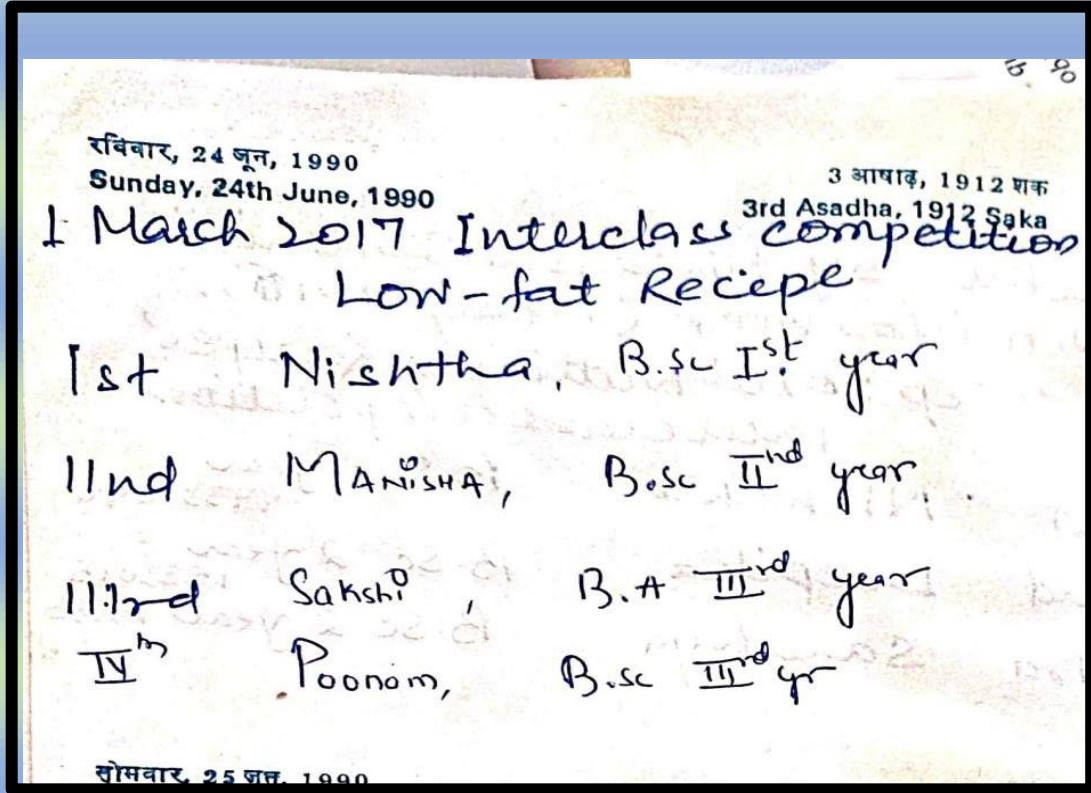 रविवार, 24 जून, 1990
Sunday, 24th June, 1990
3 आषाढ़, 1912 शक
3rd Asadha, 1912 Saka
1 March 2017 Interclass competition
Low-fat Recipe
Ist Nishtha, B.sc Ist year
IInd MANiSHA, B.sc IInd year
IIIrd Sakshi, B.A IIIrd year
IVth Poonam, B.sc IIIrd yr
सोमवार, 25 जून, 1990